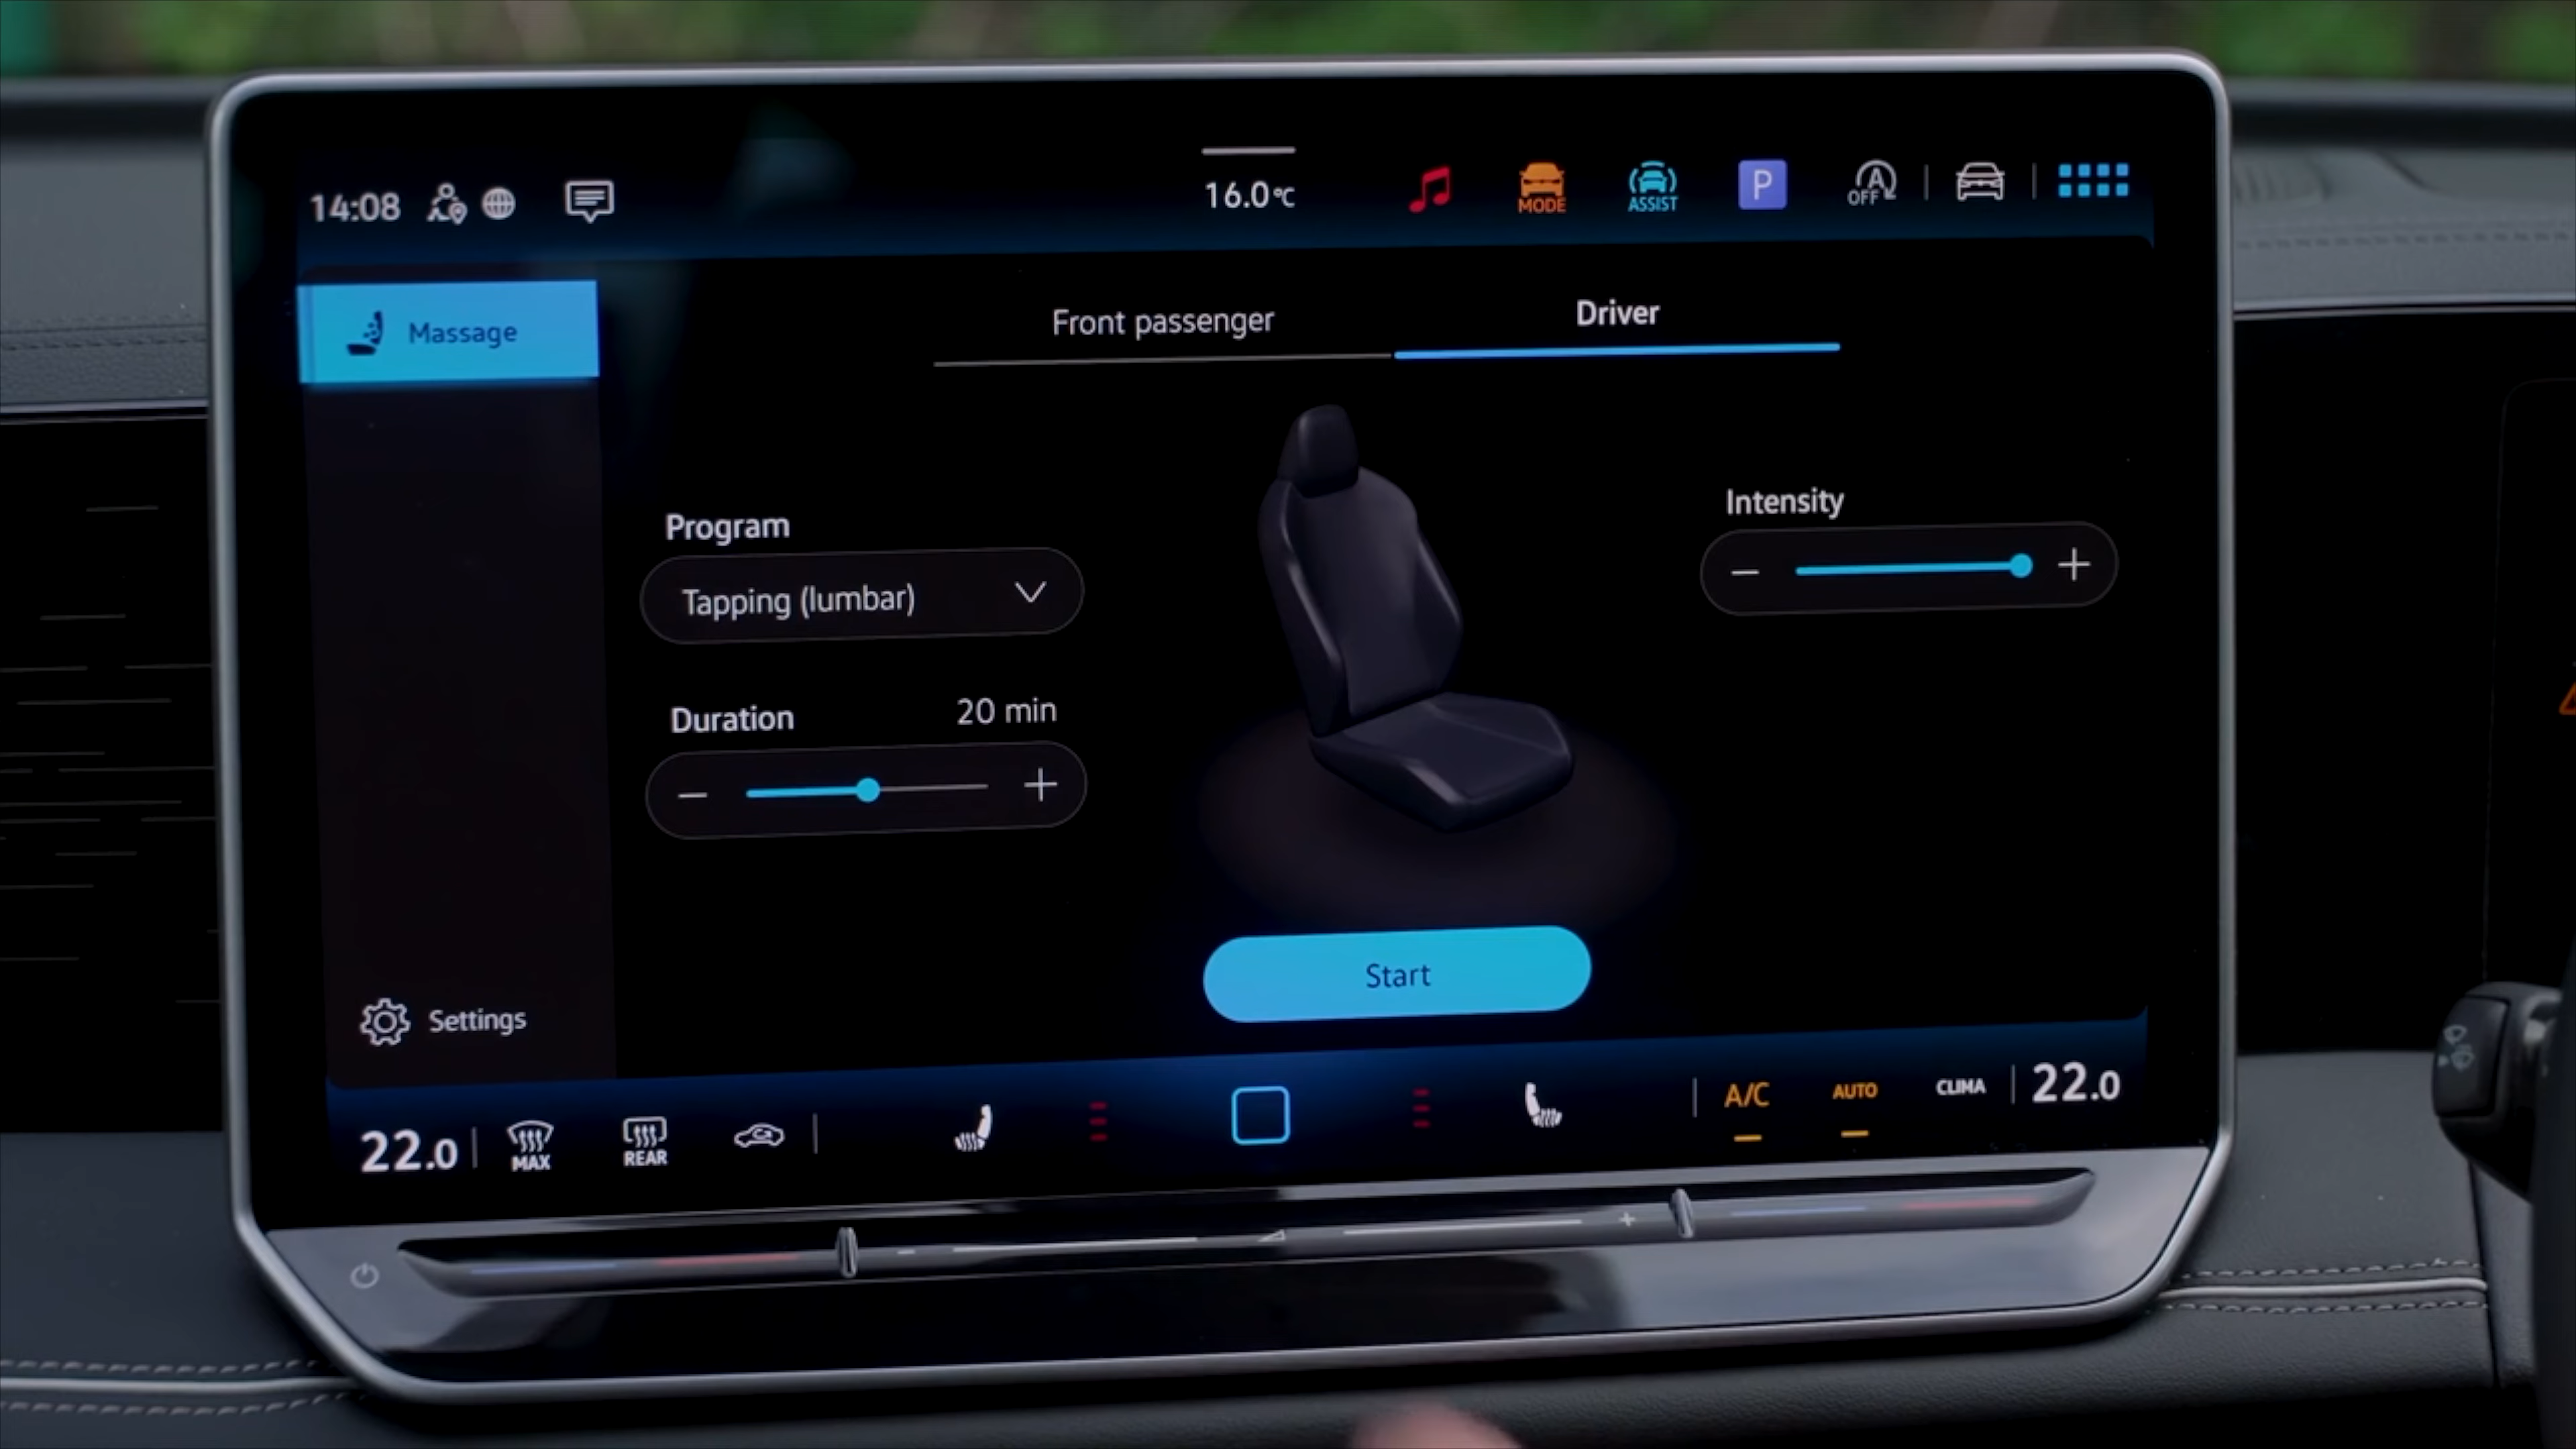 14:08
16.0°C
MODE
ASSIST
P
A
OFF
Massage
Front passenger
Driver
Program
Tapping (lumbar)
Intensity
Duration
20 min
Start
Settings
22.0
MAX
REAR
A/C
AUTO
CLIMA
22.0